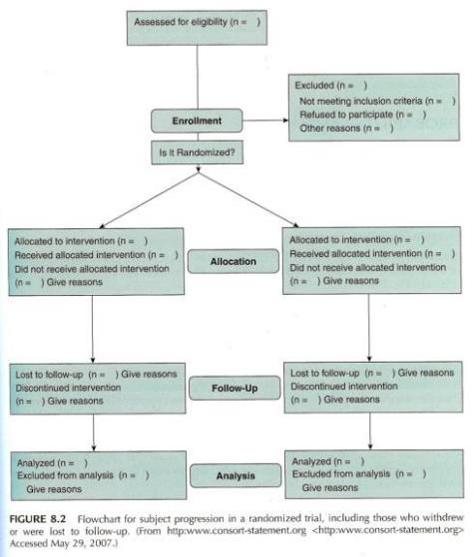 Assessed for eligibility (n = )
Excluded (n = )
Not meeting inclusion criteria (n = )
Refused to participate (n = )
Other reasons (n = )
Enrollment
Is It Randomized?
Allocated to intervention (n = )
Received allocated intervention (n = )
Did not receive allocated intervention
(n = ) Give reasons
Allocation
Allocated to intervention (n = )
Received allocated intervention (n = )
Did not receive allocated intervention
(n = ) Give reasons
Lost to follow-up (n = ) Give reasons
Discontinued intervention
(n = ) Give reasons
Follow-Up
Lost to follow-up (n = ) Give reasons
Discontinued intervention
(n = ) Give reasons
Analyzed (n = )
Excluded from analysis (n = )
Give reasons
Analysis
Analyzed (n = )
Excluded from analysis (n = )
Give reasons
FIGURE 8.2 Flowchart for subject progression in a randomized trial, including those who withdrew
or were lost to follow-up. (From http:www.consort-statement.org <http:www.consort-statement.org>
Accessed May 29, 2007.)